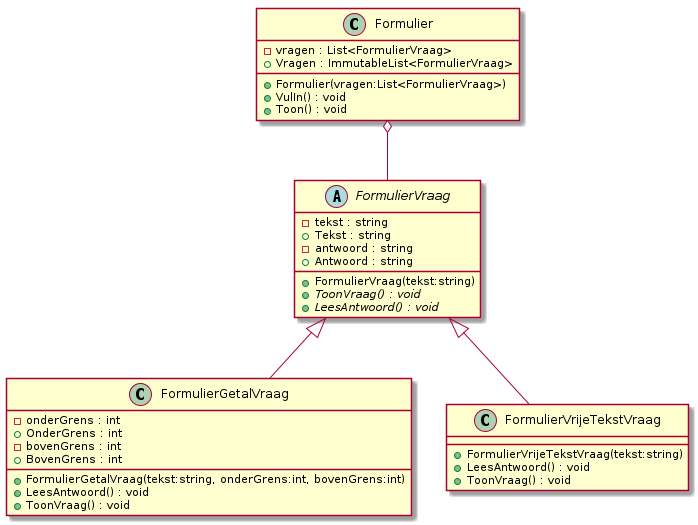 C Formulier
vragen : List<FormulierVraag>
Vragen : ImmutableList<FormulierVraag>
Formulier(vragen:List<FormulierVraag>)
VulIn() : void
Toon() : void
A FormulierVraag
tekst : string
Tekst : string
antwoord : string
Antwoord : string
FormulierVraag(tekst:string)
ToonVraag() : void
LeesAntwoord() : void
C FormulierGetalVraag
onderGrens : int
OnderGrens : int
bovenGrens : int
BovenGrens : int
FormulierGetalVraag(tekst:string, onderGrens:int, bovenGrens:int)
LeesAntwoord() : void
ToonVraag() : void
C FormulierVrijeTekstVraag
FormulierVrijeTekstVraag(tekst:string)
LeesAntwoord() : void
ToonVraag() : void